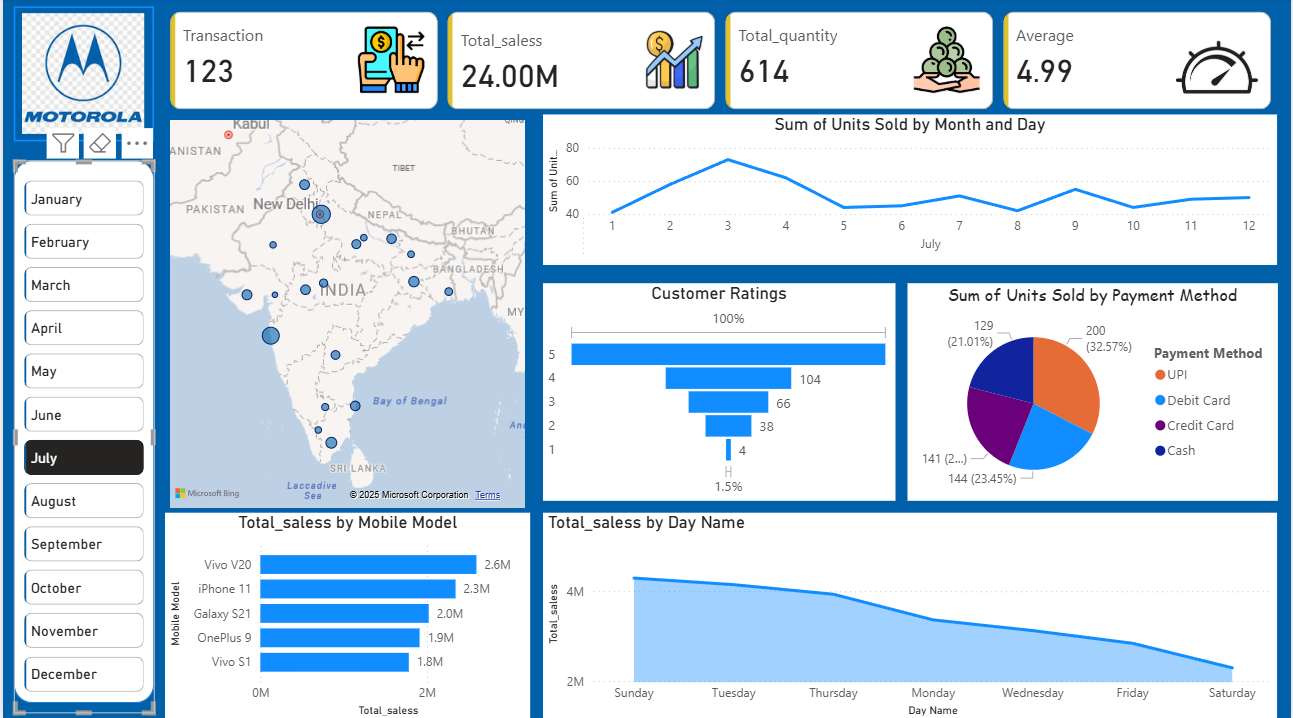 MOTOROLA
January
February
March
April
May
June
July
August
September
October
November
December
Transaction
123
Total_saless
24.00M
Total_quantity
614
Average
4.99
Kabul
ANISTAN
TIBET
PAKISTAN
New Delhi
NEPAL
BHUTAN
BANGLADESH
INDIA
MY
Bay of Bengal
SRI LANKA
Laccadive
Sea
Microsoft Bing
© 2025 Microsoft Corporation Terms
Sum of Units Sold by Month and Day
Sum of Unit...
80
60
40
1 2 3 4 5 6 7 8 9 10 11 12
July
Customer Ratings
100%
5
4 104
3 66
2 38
1 4
1.5%
Sum of Units Sold by Payment Method
129
(21.01%)
200
(32.57%)
141 (2...)
144 (23.45%)
Payment Method
UPI
Debit Card
Credit Card
Cash
Total_saless by Mobile Model
Mobile Model
Vivo V20 2.6M
iPhone 11 2.3M
Galaxy S21 2.0M
OnePlus 9 1.9M
Vivo S1 1.8M
0M 2M
Total_saless
Total_saless by Day Name
Total_saless
4M
2M
Sunday Tuesday Thursday Monday Wednesday Friday Saturday
Day Name